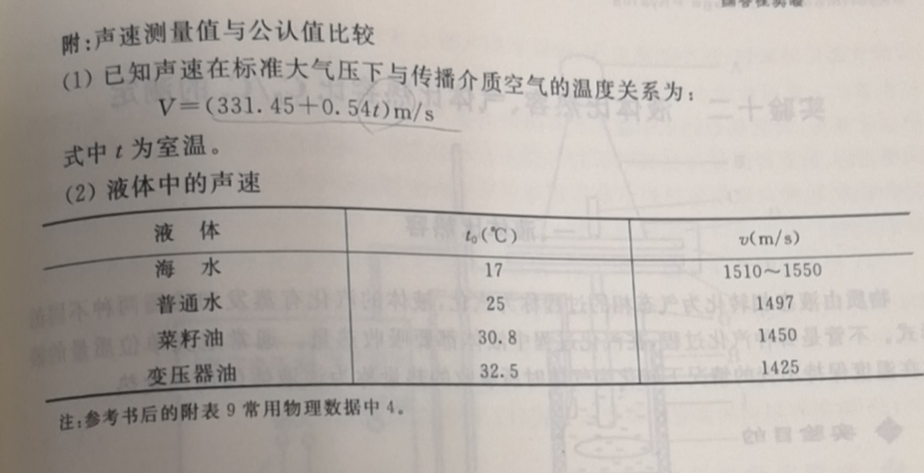 附:声速测量值与公认值比较
(1) 已知声速在标准大气压下与传播介质空气的温度关系为:
V=(331.45+0.54t)m/s
式中 t 为室温。
(2) 液体中的声速
液 体 t₀(℃) v(m/s)
海 水 17 1510~1550
普通水 25 1497
菜籽油 30.8 1450
变压器油 32.5 1425
注:参考书后的附表 9 常用物理数据中 4。